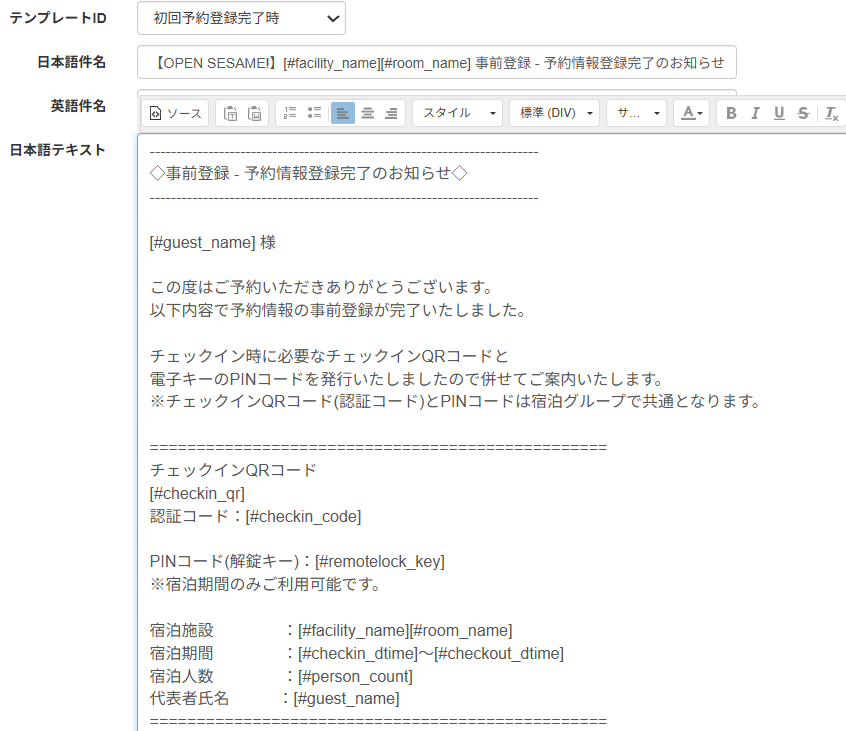 テンプレートID 初回予約登録完了時
日本語件名 【OPEN SESAME!】[#facility_name][#room_name] 事前登録 - 予約情報登録完了のお知らせ
英語件名
ソース スタイル 標準 (DIV) サ... A B I U S Tx
日本語テキスト
-------------------------------------------------------------------------
◇事前登録 - 予約情報登録完了のお知らせ◇
-------------------------------------------------------------------------
[#guest_name] 様
この度はご予約いただきありがとうございます。
以下内容で予約情報の事前登録が完了いたしました。
チェックイン時に必要なチェックインQRコードと
電子キーのPINコードを発行いたしましたので併せてご案内いたします。
※チェックインQRコード(認証コード)とPINコードは宿泊グループで共通となります。
=================================================
チェックインQRコード
[#checkin_qr]
認証コード：[#checkin_code]
PINコード(解錠キー)：[#remotelock_key]
※宿泊期間のみご利用可能です。
宿泊施設 ：[#facility_name][#room_name]
宿泊期間 ：[#checkin_dtime]～[#checkout_dtime]
宿泊人数 ：[#person_count]
代表者氏名 ：[#guest_name]
=================================================